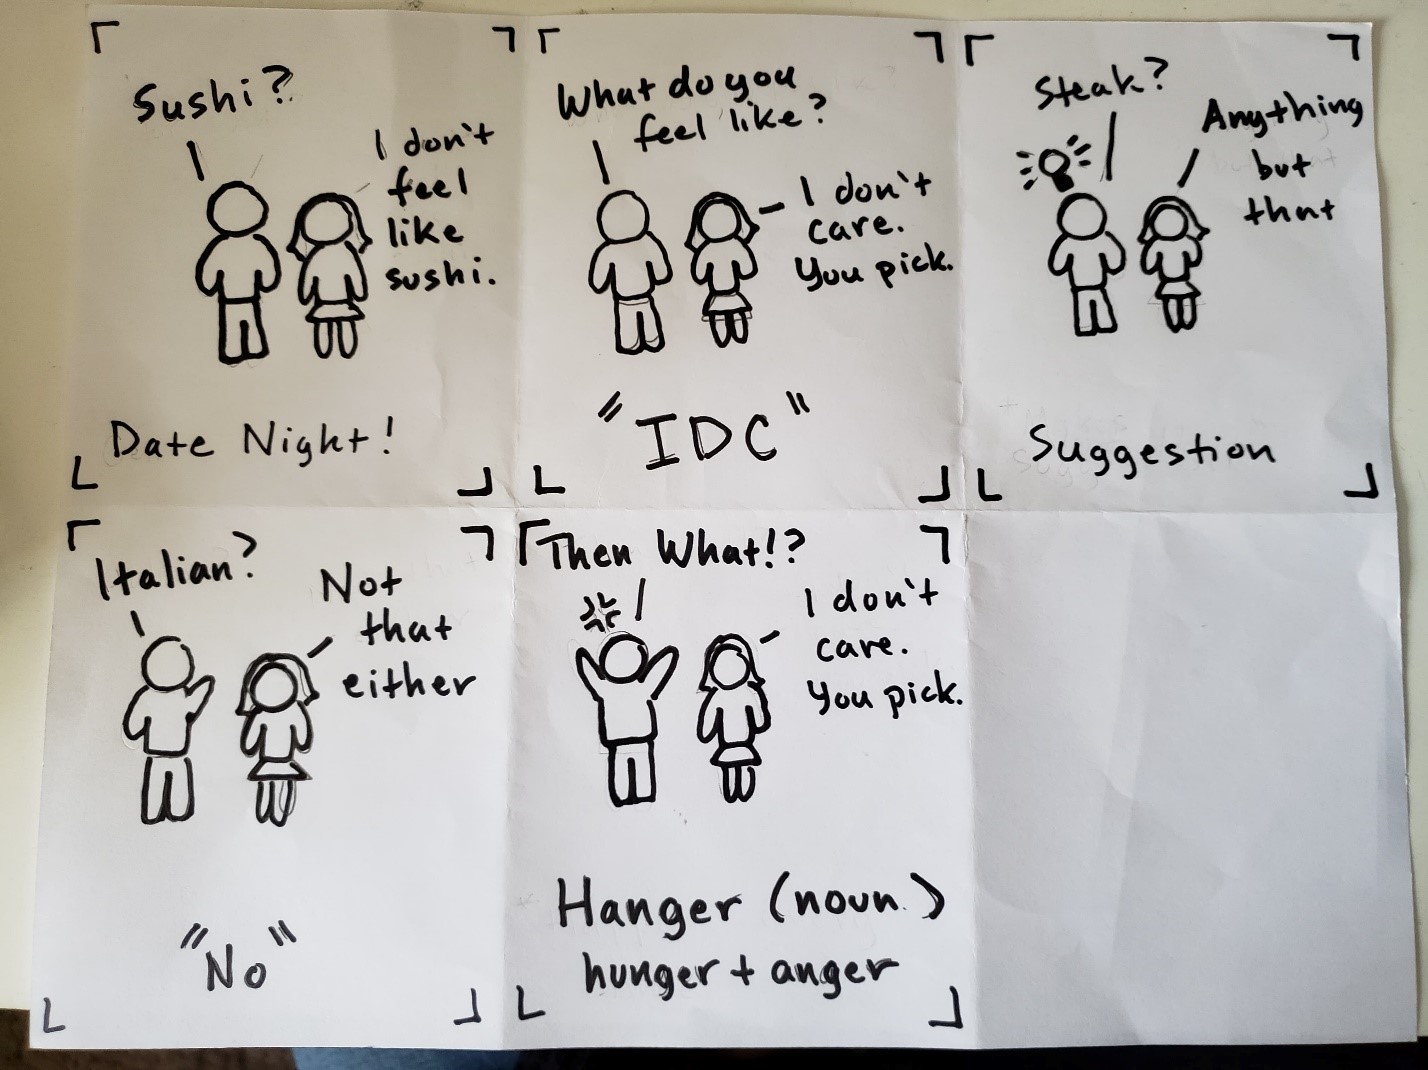 Sushi?
I don't
feel
like
sushi.
Date Night!
What do you
feel like?
I don't
care.
You pick.
"IDC"
Steak?
Anything
but
that
Suggestion
Italian?
Not
that
either
"No"
Then What!?
I don't
care.
You pick.
Hanger (noun.)
hunger + anger